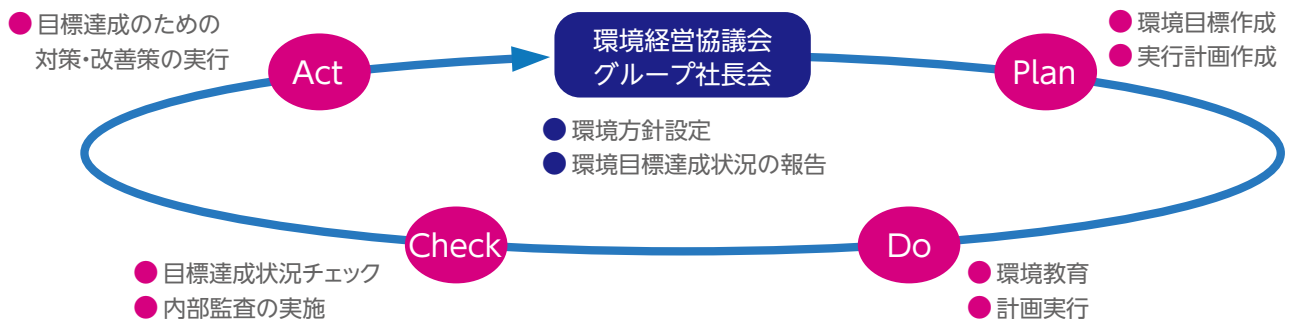 環境経営協議会
グループ社長会
● 環境方針設定
● 環境目標達成状況の報告
Plan
● 環境目標作成
● 実行計画作成
Do
● 環境教育
● 計画実行
Check
● 目標達成状況チェック
● 内部監査の実施
Act
● 目標達成のための
対策・改善策の実行